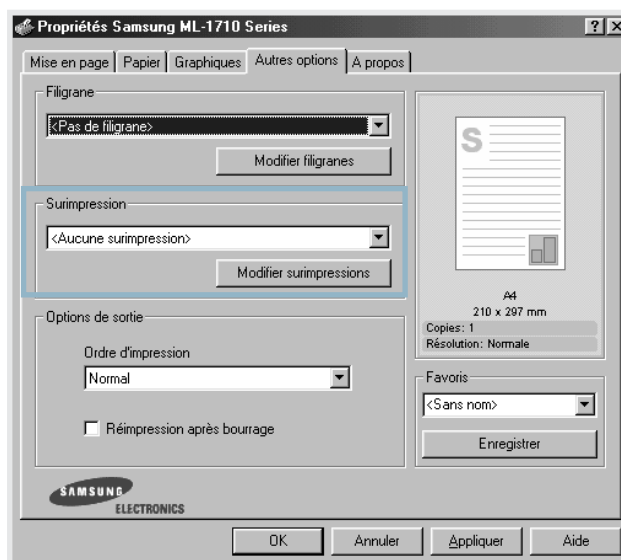 Propriétés Samsung ML-1710 Series
Mise en page Papier Graphiques Autres options A propos
Filigrane
<Pas de filigrane>
Modifier filigranes
Surimpression
<Aucune surimpression>
Modifier surimpressions
Options de sortie
Ordre d'impression
Normal
Réimpression après bourrage
SAMSUNG
ELECTRONICS
S
A4
210 x 297 mm
Copies: 1
Résolution: Normale
Favoris
<Sans nom>
Enregistrer
OK Annuler Appliquer Aide